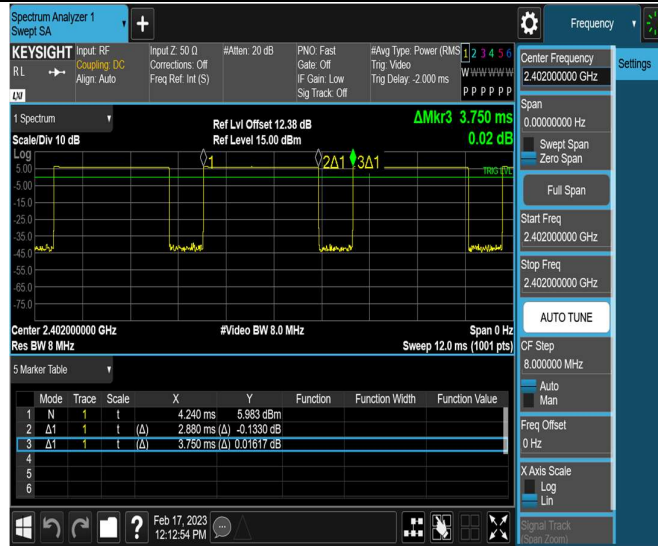 Spectrum Analyzer 1
Swept SA
+
Frequency
KEYSIGHT
RL
LXI
Input: RF
Coupling: DC
Align: Auto
Input Z: 50 Ω
Corrections: Off
Freq Ref: Int (S)
#Atten: 20 dB
PNO: Fast
Gate: Off
IF Gain: Low
Sig Track: Off
#Avg Type: Power (RMS
Trig: Video
Trig Delay: -2.000 ms
1 2 3 4 5 6
W W W W W W
P P P P P P
1 Spectrum
Scale/Div 10 dB
Ref Lvl Offset 12.38 dB
Ref Level 15.00 dBm
ΔMkr3 3.750 ms
0.02 dB
Log
1
2Δ1
3Δ1
TRIG LVL
5.00
-5.00
-15.0
-25.0
-35.0
-45.0
-55.0
-65.0
-75.0
Center 2.402000000 GHz
#Video BW 8.0 MHz
Span 0 Hz
Res BW 8 MHz
Sweep 12.0 ms (1001 pts)
5 Marker Table
Mode Trace Scale X Y Function Function Width Function Value
1 N 1 t 4.240 ms 5.983 dBm
2 Δ1 1 t (Δ) 2.880 ms (Δ) -0.1330 dB
3 Δ1 1 t (Δ) 3.750 ms (Δ) 0.01617 dB
4
5
6
Feb 17, 2023
12:12:54 PM
?
Center Frequency
2.402000000 GHz
Settings
Span
0.00000000 Hz
Swept Span
Zero Span
Full Span
Start Freq
2.402000000 GHz
Stop Freq
2.402000000 GHz
AUTO TUNE
CF Step
8.000000 MHz
Auto
Man
Freq Offset
0 Hz
X Axis Scale
Log
Lin
Signal Track
(Span Zoom)